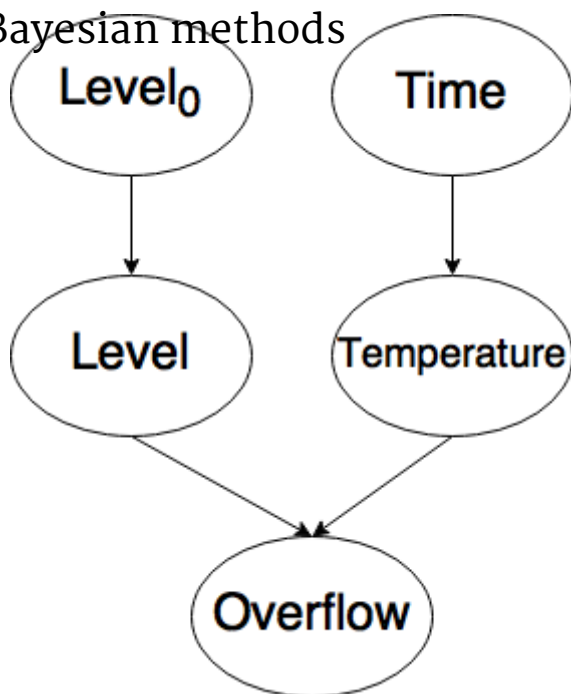 Bayesian methods
Level₀
Time
Level
Temperature
Overflow